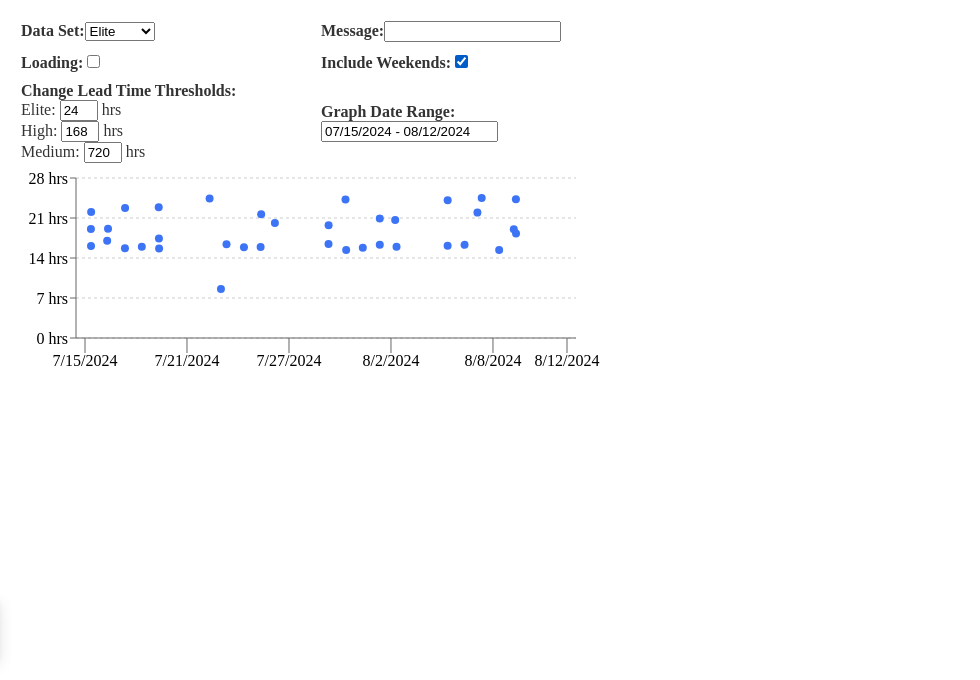 Data Set: Elite
Message:
Loading:
Include Weekends:
Change Lead Time Thresholds:
Elite: 24 hrs
High: 168 hrs
Medium: 720 hrs
Graph Date Range:
07/15/2024 - 08/12/2024
28 hrs
21 hrs
14 hrs
7 hrs
0 hrs
7/15/2024 7/21/2024 7/27/2024 8/2/2024 8/8/2024 8/12/2024